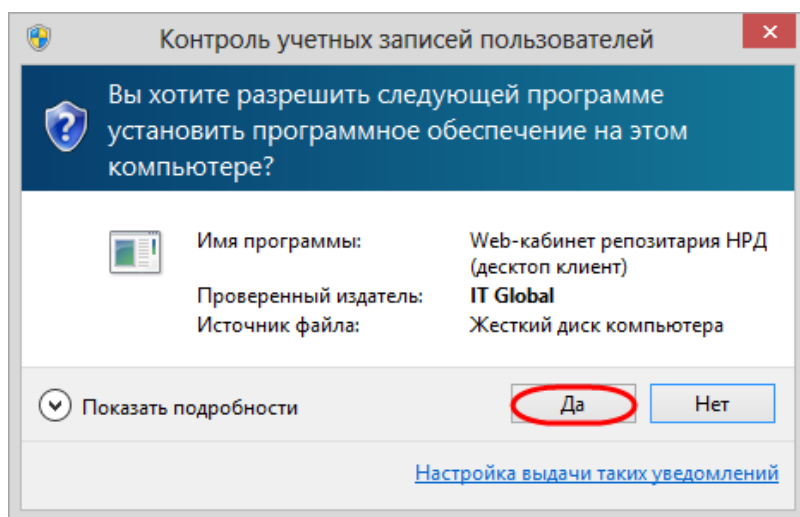 Контроль учетных записей пользователей
Вы хотите разрешить следующей программе
установить программное обеспечение на этом
компьютере?
Имя программы: Web-кабинет репозитария НРД
(десктоп клиент)
Проверенный издатель: IT Global
Источник файла: Жесткий диск компьютера
Показать подробности Да Нет
Настройка выдачи таких уведомлений